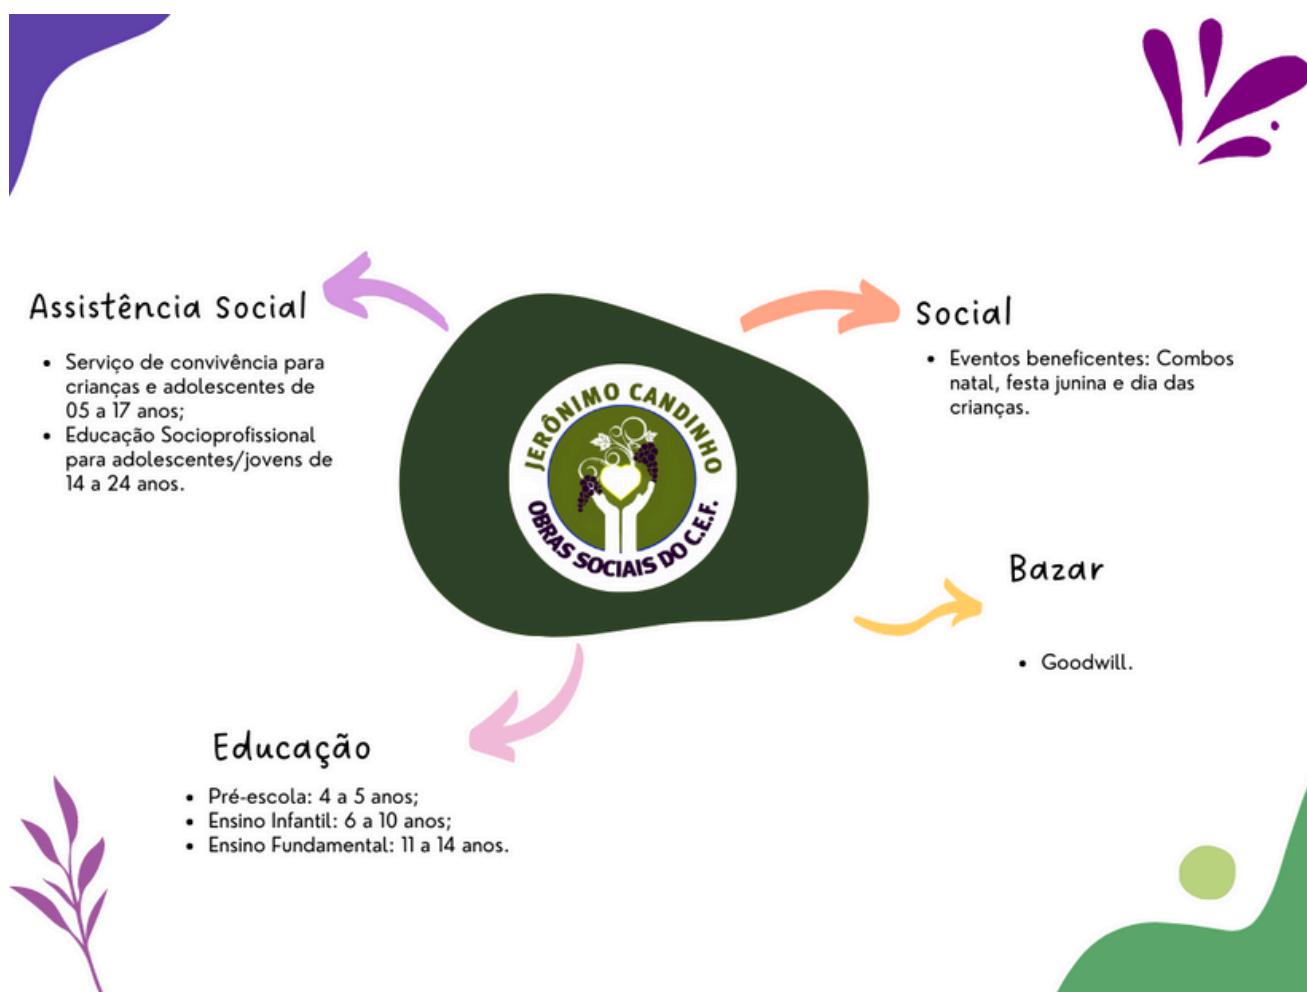 Assistência Social
Serviço de convivência para
crianças e adolescentes de
05 a 17 anos;
Educação Socioprofissional
para adolescentes/jovens de
14 a 24 anos.
JERÔNIMO CANDINHO
OBRAS SOCIAIS DO C.E.F.
Social
Eventos beneficentes: Combos
natal, festa junina e dia das
crianças.
Bazar
Goodwill.
Educação
Pré-escola: 4 a 5 anos;
Ensino Infantil: 6 a 10 anos;
Ensino Fundamental: 11 a 14 anos.